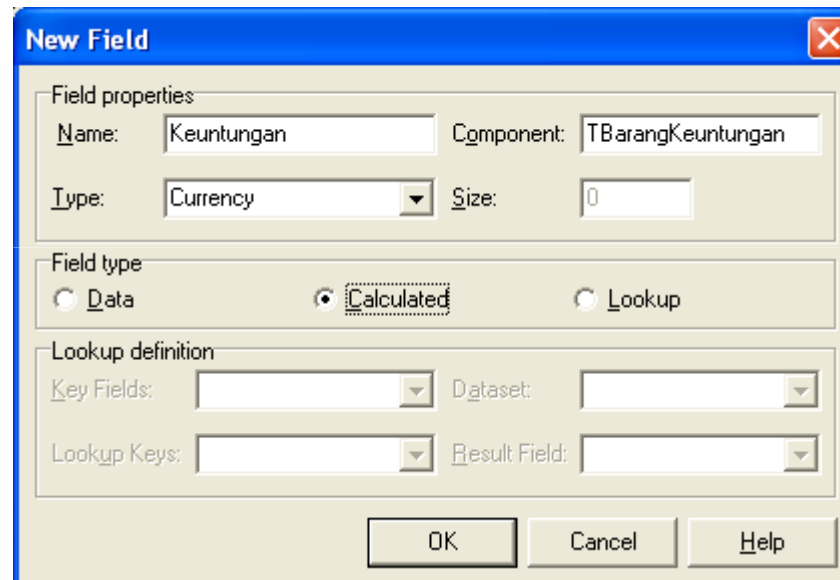 New Field
Field properties
Name: Keuntungan Component: TBarangKeuntungan
Type: Currency Size: 0
Field type
Data Calculated Lookup
Lookup definition
Key Fields: Dataset:
Lookup Keys: Result Field:
OK Cancel Help